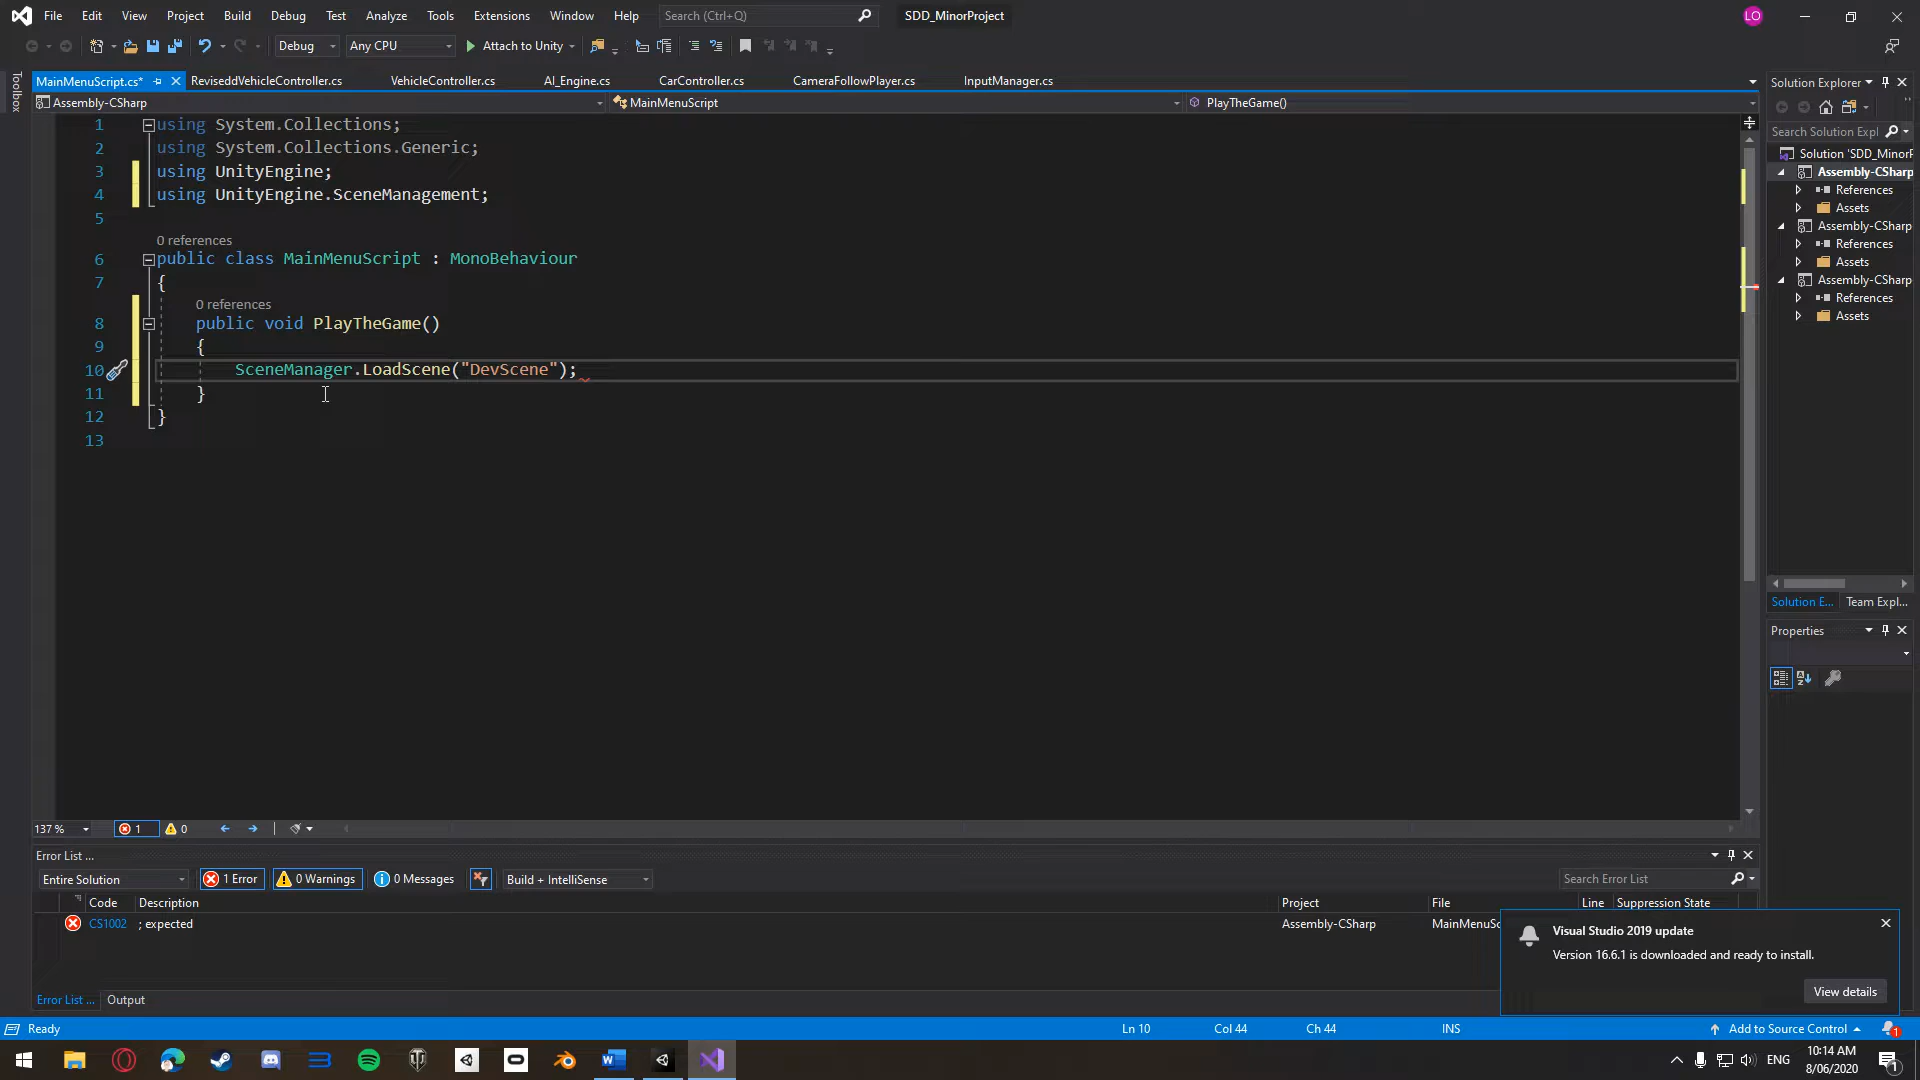 File Edit View Project Build Debug Test Analyze Tools Extensions Window Help Search (Ctrl+Q) SDD_MinorProject LO
Debug Any CPU Attach to Unity
Toolbox
MainMenuScript.cs* ReviseddVehicleController.cs VehicleController.cs AI_Engine.cs CarController.cs CameraFollowPlayer.cs InputManager.cs
Assembly-CSharp MainMenuScript PlayTheGame()
1 using System.Collections;
2 using System.Collections.Generic;
3 using UnityEngine;
4 using UnityEngine.SceneManagement;
5
0 references
6 public class MainMenuScript : MonoBehaviour
7 {
0 references
8 public void PlayTheGame()
9 {
10 SceneManager.LoadScene("DevScene");
11 }
12 }
13
Solution Explorer
Search Solution Expl
Solution 'SDD_MinorP
Assembly-CSharp
References
Assets
Assembly-CSharp
References
Assets
Assembly-CSharp
References
Assets
Solution E... Team Expl...
Properties
137 % 1 0
Error List ...
Entire Solution 1 Error 0 Warnings 0 Messages Build + IntelliSense Search Error List
Code Description Project File Line Suppression State
CS1002 ; expected Assembly-CSharp MainMenuSc
Visual Studio 2019 update
Version 16.6.1 is downloaded and ready to install.
View details
Error List ... Output
Ready Ln 10 Col 44 Ch 44 INS Add to Source Control 1
ENG 10:14 AM
8/06/2020 1